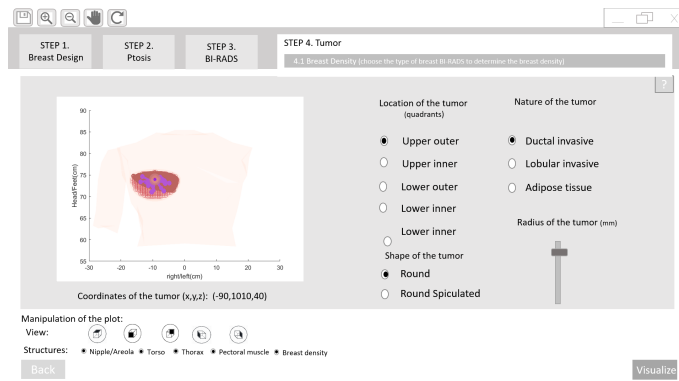 STEP 1.
Breast Design
STEP 2.
Ptosis
STEP 3.
BI-RADS
STEP 4. Tumor
4.1 Breast Density (choose the type of breast BI-RADS to determine the breast density)
?
Location of the tumor
(quadrants)
Upper outer
Upper inner
Lower outer
Lower inner
Lower inner
Shape of the tumor
Round
Round Spiculated
Nature of the tumor
Ductal invasive
Lobular invasive
Adipose tissue
Radius of the tumor (mm)
90
85
80
75
70
65
60
55
Head/Feet(cm)
-30 -20 -10 0 10 20 30
right/left(cm)
Coordinates of the tumor (x,y,z): (-90,1010,40)
Manipulation of the plot:
View:
Structures: Nipple/Areola Torso Thorax Pectoral muscle Breast density
Back
Visualize